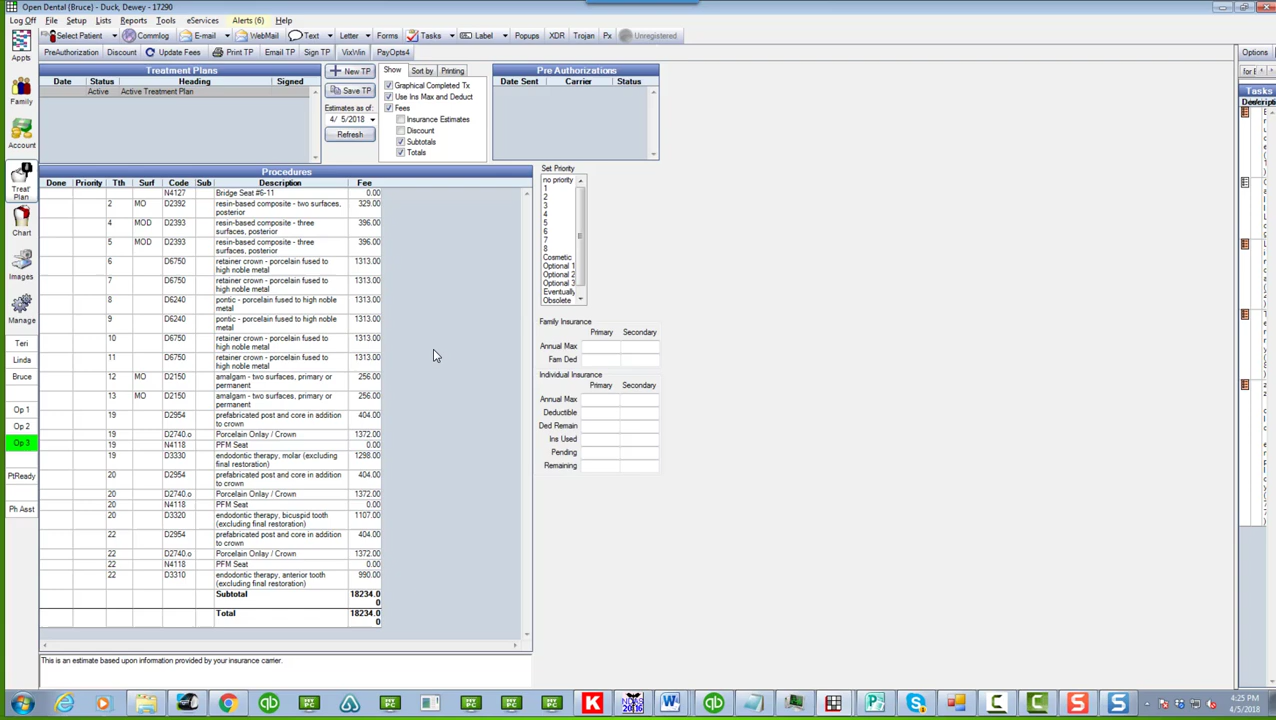 Open Dental (Bruce) - Duck, Dewey - 17290
Log Off File Setup Lists Reports Tools eServices Alerts (6) Help
Select Patient Commlog E-mail WebMail Text Letter Forms Tasks Label Popups XDR Trojan Px Unregistered
PreAuthorization Discount Update Fees Print TP Email TP Sign TP VixWin PayOpts4 Options
Appts
Family
Account
Treat' Plan
Chart
Images
Manage
Teri
Linda
Bruce
Op 1
Op 2
Op 3
PtReady
Ph Asst
Treatment Plans
Date Status Heading Signed
Active Active Treatment Plan
New TP
Save TP
Estimates as of:
4/ 5/2018
Refresh
Show Sort by Printing
Graphical Completed Tx
Use Ins Max and Deduct
Fees
Insurance Estimates
Discount
Subtotals
Totals
Pre Authorizations
Date Sent Carrier Status
for E
Tasks
Procedures
Done Priority Tth Surf Code Sub Description Fee
N4127 Bridge Seat #6-11 0.00
2 MO D2392 resin-based composite - two surfaces, 329.00
posterior
4 MOD D2393 resin-based composite - three 396.00
surfaces, posterior
5 MOD D2393 resin-based composite - three 396.00
surfaces, posterior
6 D6750 retainer crown - porcelain fused to 1313.00
high noble metal
7 D6750 retainer crown - porcelain fused to 1313.00
high noble metal
8 D6240 pontic - porcelain fused to high noble 1313.00
metal
9 D6240 pontic - porcelain fused to high noble 1313.00
metal
10 D6750 retainer crown - porcelain fused to 1313.00
high noble metal
11 D6750 retainer crown - porcelain fused to 1313.00
high noble metal
12 MO D2150 amalgam - two surfaces, primary or 256.00
permanent
13 MO D2150 amalgam - two surfaces, primary or 256.00
permanent
19 D2954 prefabricated post and core in addition 404.00
to crown
19 D2740.o Porcelain Onlay / Crown 1372.00
19 N4118 PFM Seat 0.00
19 D3330 endodontic therapy, molar (excluding 1298.00
final restoration)
20 D2954 prefabricated post and core in addition 404.00
to crown
20 D2740.o Porcelain Onlay / Crown 1372.00
20 N4118 PFM Seat 0.00
20 D3320 endodontic therapy, bicuspid tooth 1107.00
(excluding final restoration)
22 D2954 prefabricated post and core in addition 404.00
to crown
22 D2740.o Porcelain Onlay / Crown 1372.00
22 N4118 PFM Seat 0.00
22 D3310 endodontic therapy, anterior tooth 990.00
(excluding final restoration)
Subtotal 18234.0
0
Total 18234.0
0
This is an estimate based upon information provided by your insurance carrier.
Set Priority
no priority
1
2
3
4
5
6
7
8
Cosmetic
Optional 1
Optional 2
Optional 3
Eventually
Obsolete
Family Insurance
Primary Secondary
Annual Max
Fam Ded
Individual Insurance
Primary Secondary
Annual Max
Deductible
Ded Remain
Ins Used
Pending
Remaining
4:25 PM
4/5/2018